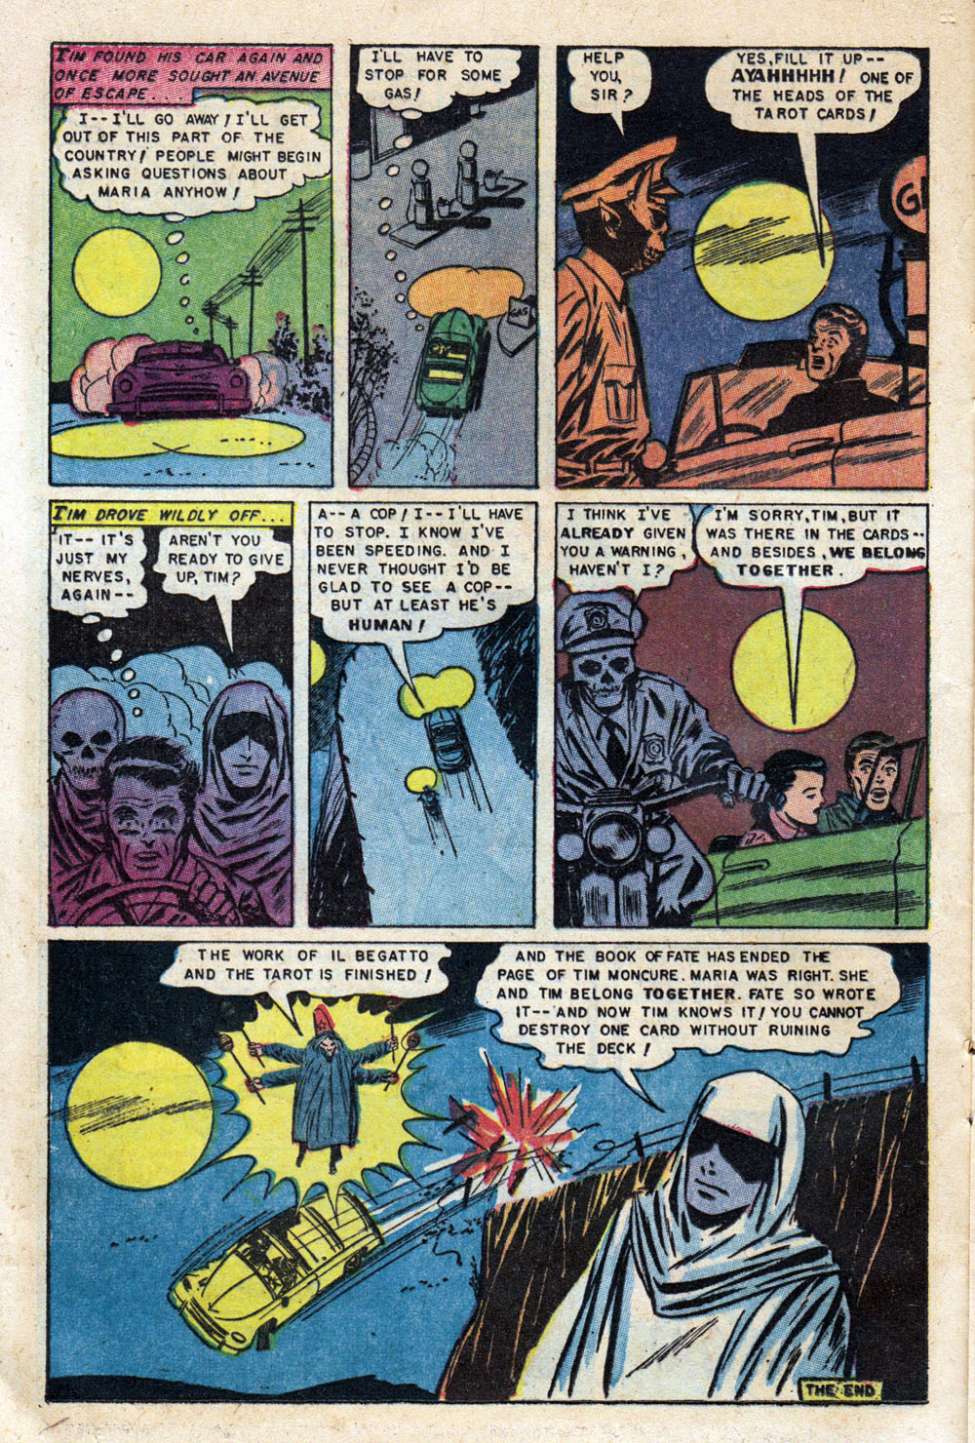 TIM FOUND HIS CAR AGAIN AND
ONCE MORE SOUGHT AN AVENUE
OF ESCAPE...
I-- I'LL GO AWAY! I'LL GET
OUT OF THIS PART OF THE
COUNTRY! PEOPLE MIGHT BEGIN
ASKING QUESTIONS ABOUT
MARIA ANYHOW!
I'LL HAVE TO
STOP FOR SOME
GAS!
GAS
HELP
YOU,
SIR?
YES, FILL IT UP--
AYAHHHHH! ONE OF
THE HEADS OF THE
TAROT CARDS!
TIM DROVE WILDLY OFF...
IT-- IT'S
JUST MY
NERVES,
AGAIN--
AREN'T YOU
READY TO GIVE
UP, TIM?
A-- A COP! I-- I'LL HAVE
TO STOP. I KNOW I'VE
BEEN SPEEDING. AND I
NEVER THOUGHT I'D BE
GLAD TO SEE A COP--
BUT AT LEAST HE'S
HUMAN!
I THINK I'VE
ALREADY GIVEN
YOU A WARNING,
HAVEN'T I?
I'M SORRY, TIM, BUT IT
WAS THERE IN THE CARDS--
AND BESIDES, WE BELONG
TOGETHER.
THE WORK OF IL BEGATTO
AND THE TAROT IS FINISHED!
AND THE BOOK OF FATE HAS ENDED THE
PAGE OF TIM MONCURE. MARIA WAS RIGHT. SHE
AND TIM BELONG TOGETHER. FATE SO WROTE
IT-- AND NOW TIM KNOWS IT! YOU CANNOT
DESTROY ONE CARD WITHOUT RUINING
THE DECK!
THE END